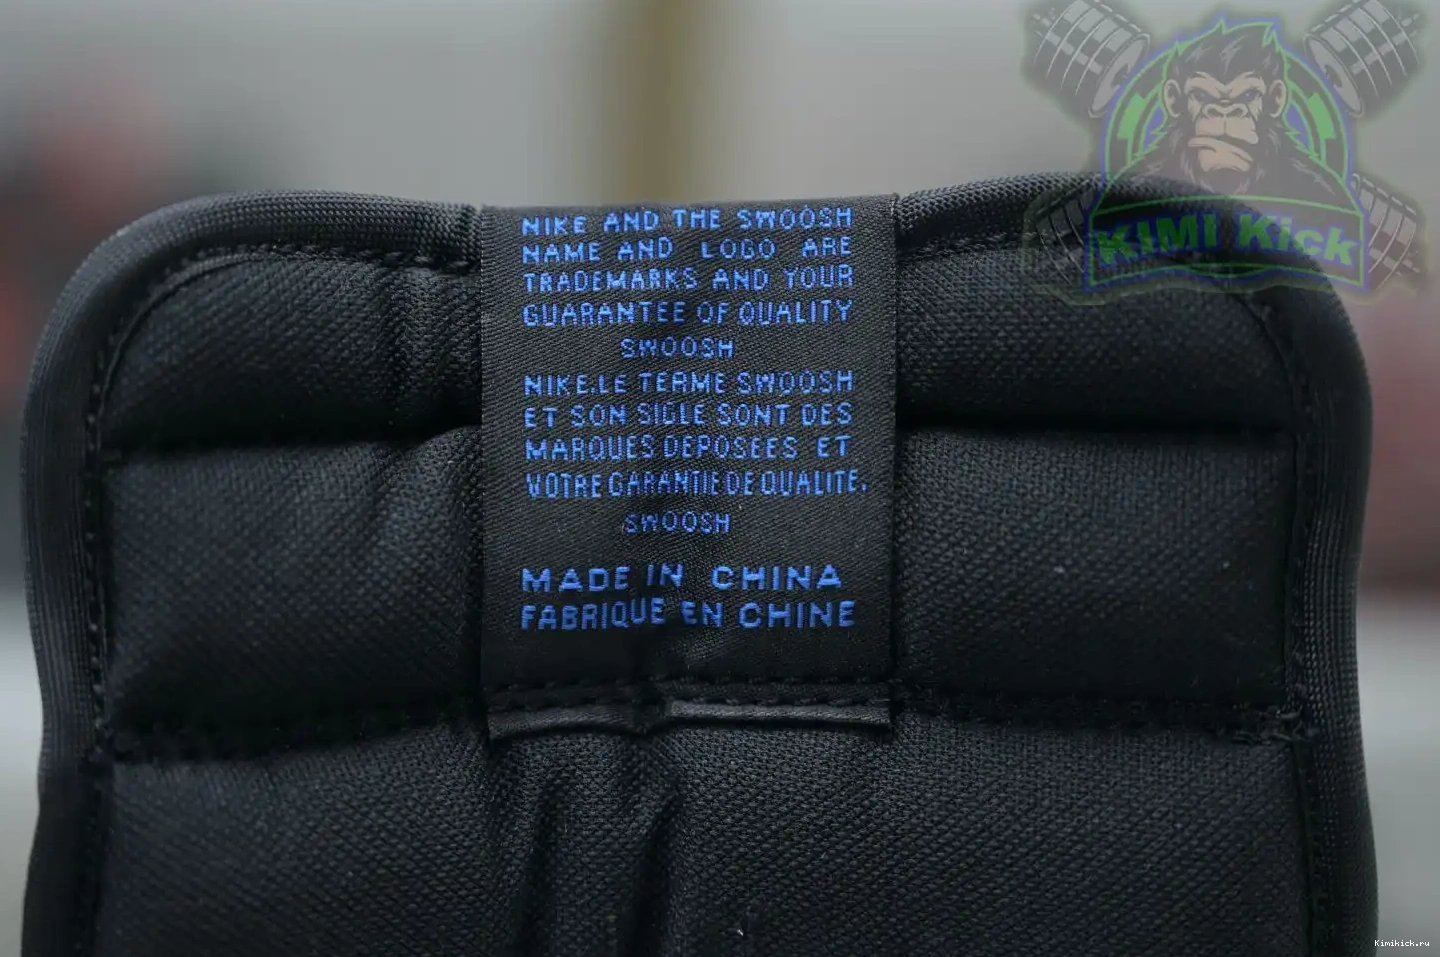 NIKE AND THE SWOOSH
NAME AND LOGO ARE
TRADEMARKS AND YOUR
GUARANTEE OF QUALITY
SWOOSH
NIKE.LE TERME SWOOSH
ET SON SIGLE SONT DES
MARQUES DEPOSEES ET
VOTRE GARANTIE DE QUALITE.
SWOOSH
MADE IN CHINA
FABRIQUE EN CHINE
KIMI Kick
Kimikick.ru